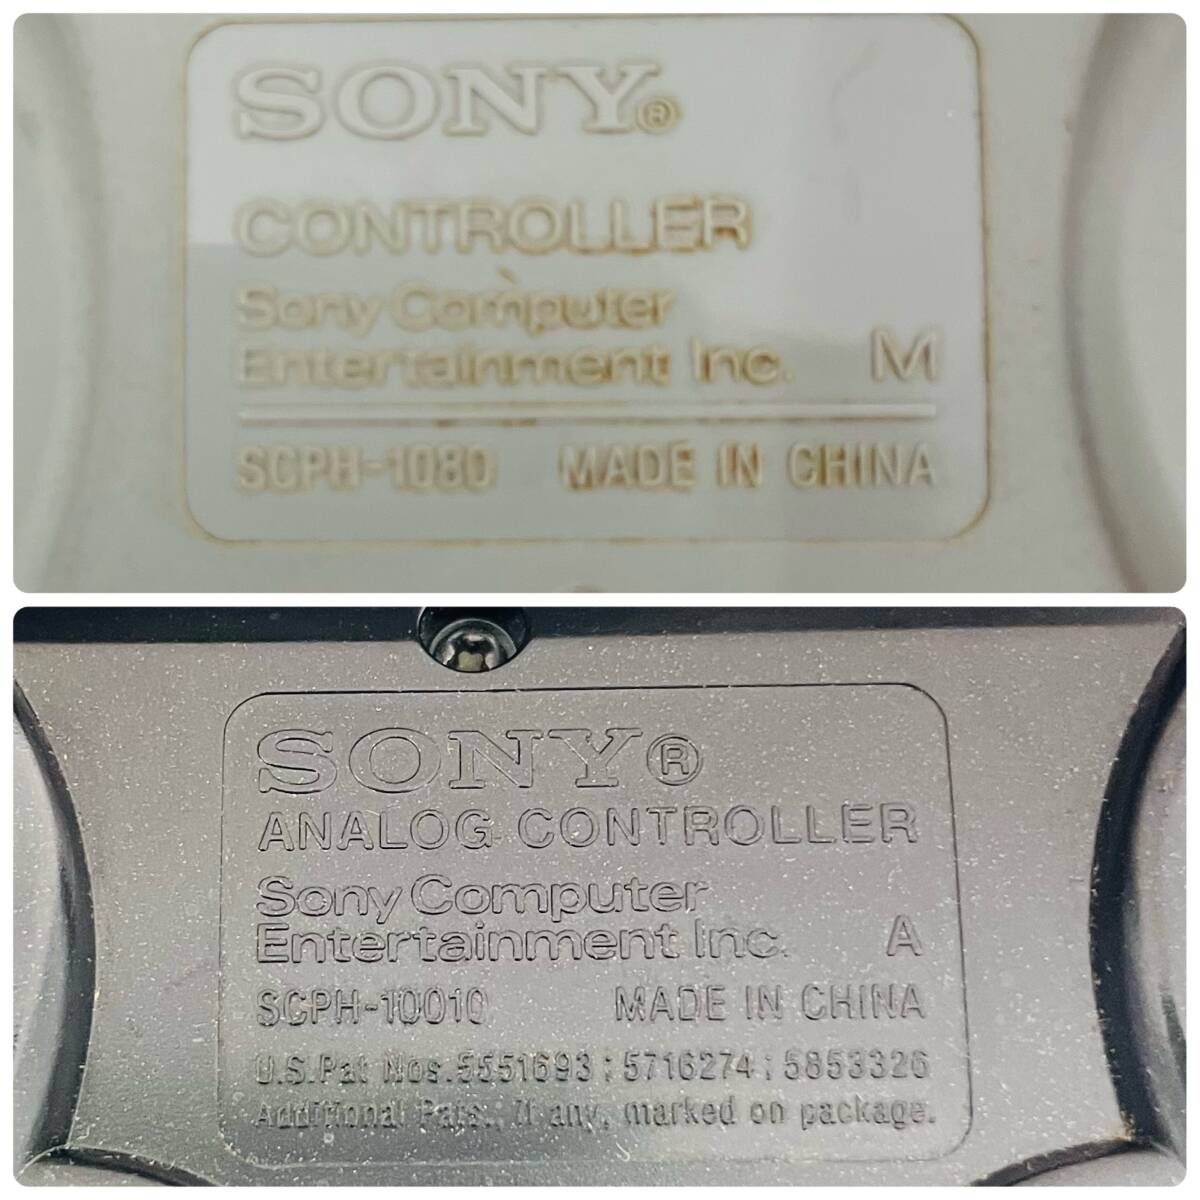 SONY®
CONTROLLER
Sony Computer
Entertainment Inc. M
SCPH-1080 MADE IN CHINA
SONY®
ANALOG CONTROLLER
Sony Computer
Entertainment Inc. A
SCPH-10010 MADE IN CHINA
U.S.Pat Nos.5551693;5716274;5853326
Additional Pats., if any, marked on package.